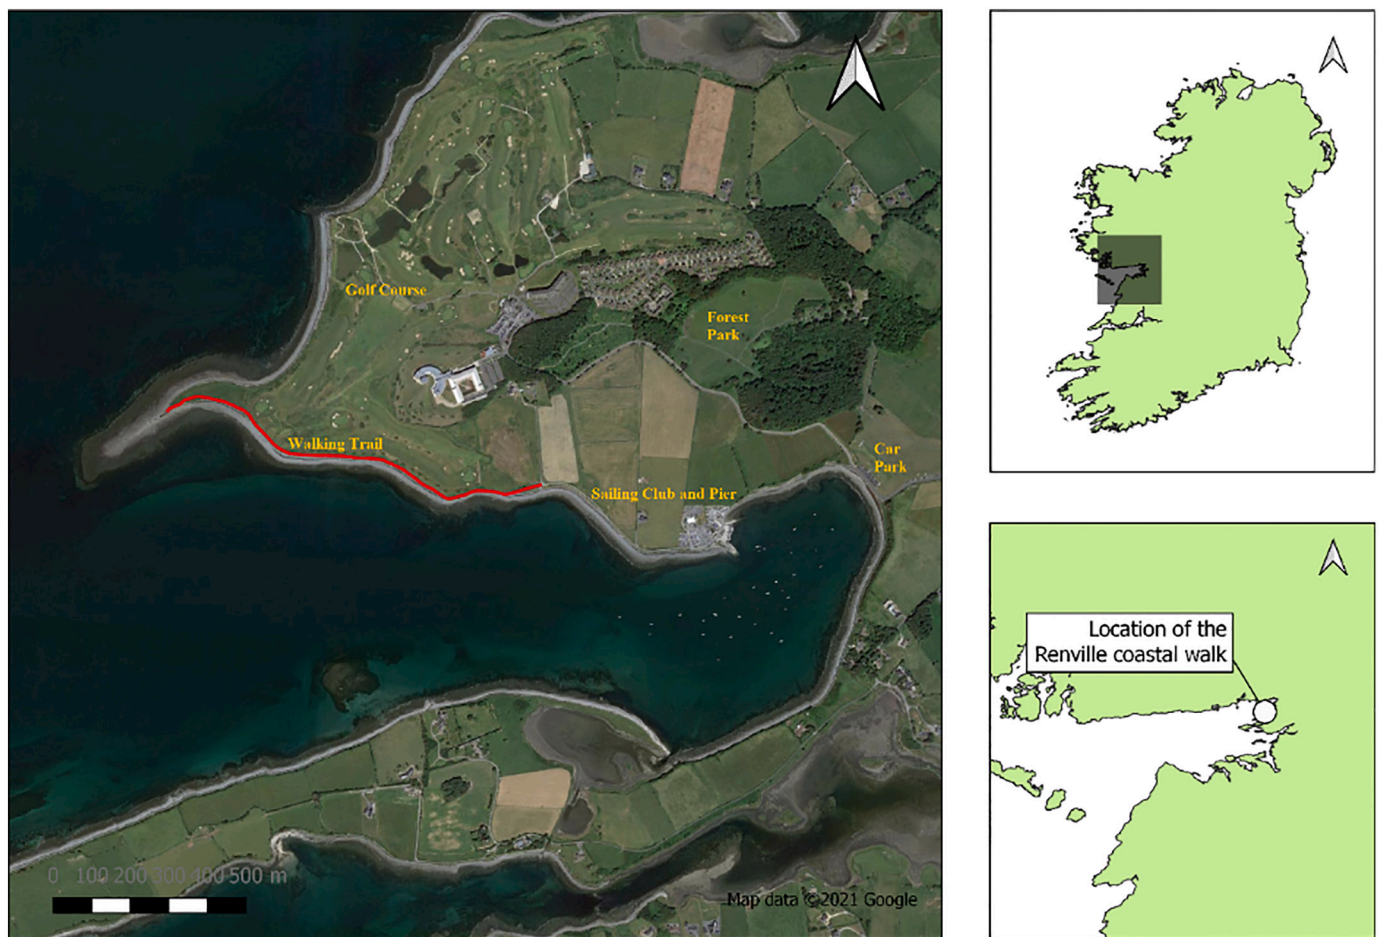 Golf Course
Forest
Park
Walking Trail
Car
Park
Sailing Club and Pier
0 100 200 300 400 500 m
Map data ©2021 Google
Location of the
Renville coastal walk